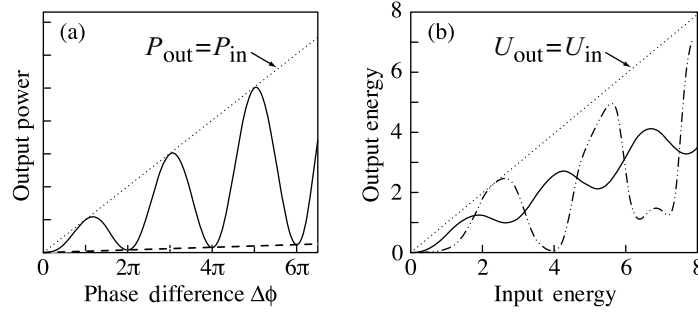 (a)
P_out = P_in
Output power
0
2π
4π
6π
Phase difference Δϕ
(b)
U_out = U_in
Output energy
8
6
4
2
0
0
2
4
6
8
Input energy